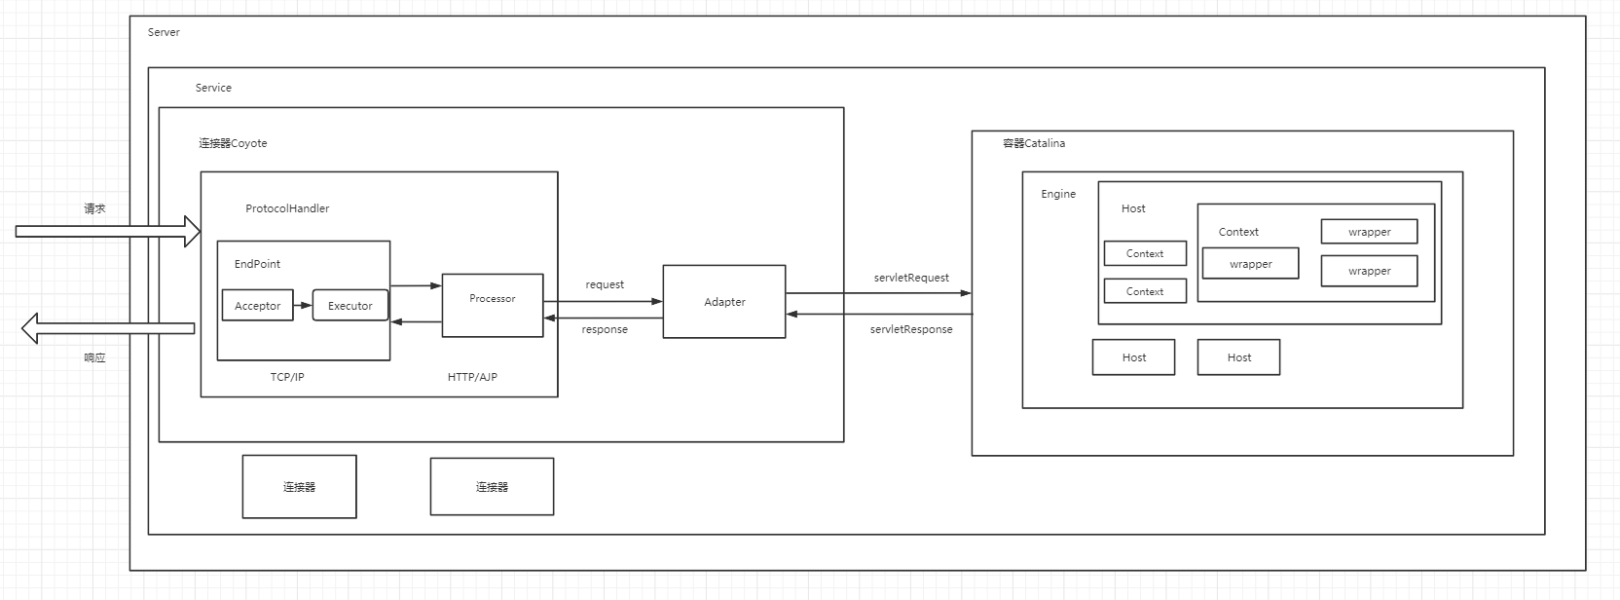 Server
Service
连接器Coyote
容器Catalina
请求
ProtocolHandler
EndPoint
Acceptor
Executor
Processor
TCP/IP
HTTP/AJP
request
response
Adapter
servletRequest
servletResponse
响应
Engine
Host
Context
Context
Context
wrapper
wrapper
wrapper
Host
Host
连接器
连接器